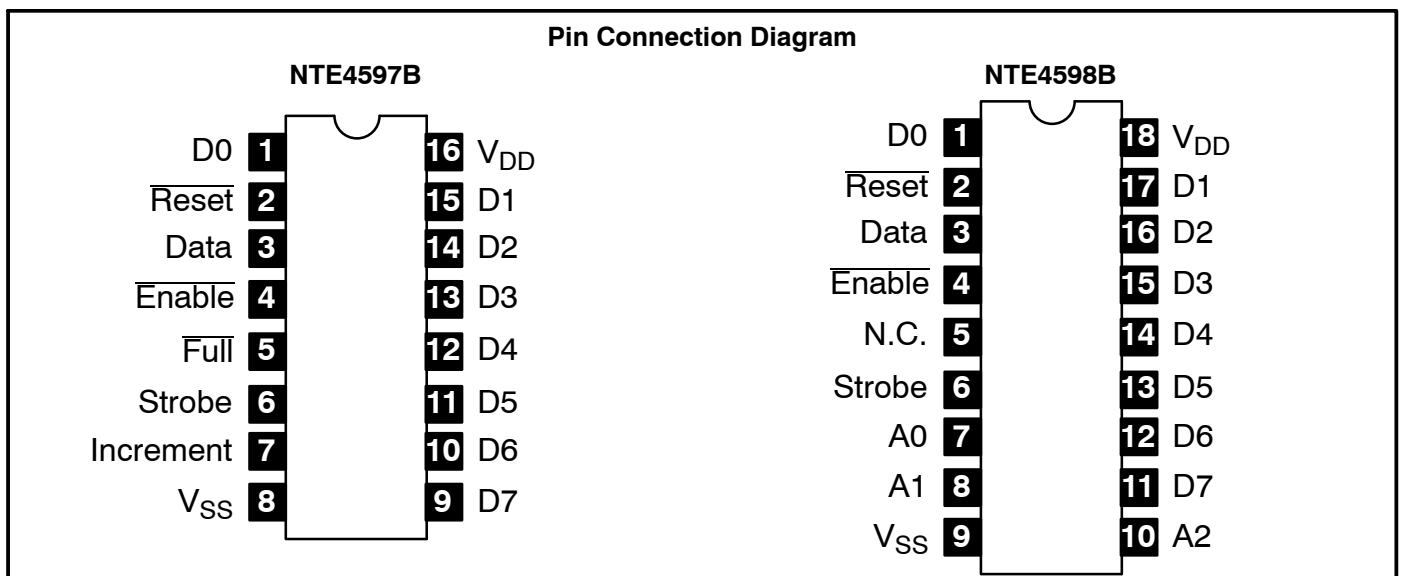 Pin Connection Diagram
NTE4597B
D0 1 16 VDD
Reset 2 15 D1
Data 3 14 D2
Enable 4 13 D3
Full 5 12 D4
Strobe 6 11 D5
Increment 7 10 D6
VSS 8 9 D7
NTE4598B
D0 1 18 VDD
Reset 2 17 D1
Data 3 16 D2
Enable 4 15 D3
N.C. 5 14 D4
Strobe 6 13 D5
A0 7 12 D6
A1 8 11 D7
VSS 9 10 A2